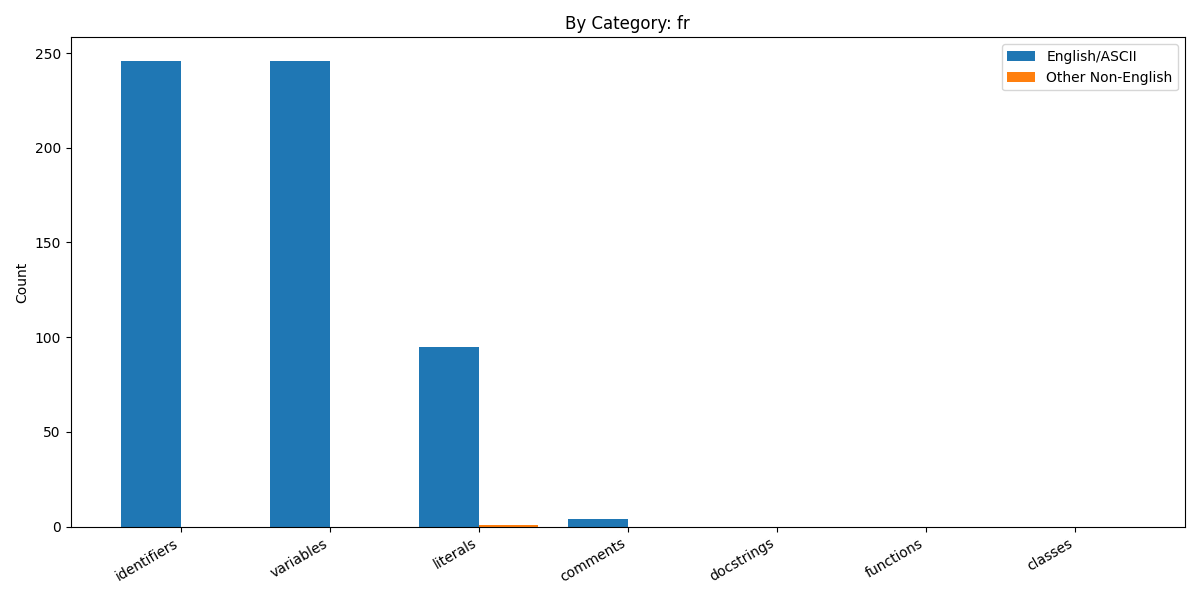 By Category: fr
English/ASCII
Other Non-English
Count
250
200
150
100
50
0
identifiers
variables
literals
comments
docstrings
functions
classes